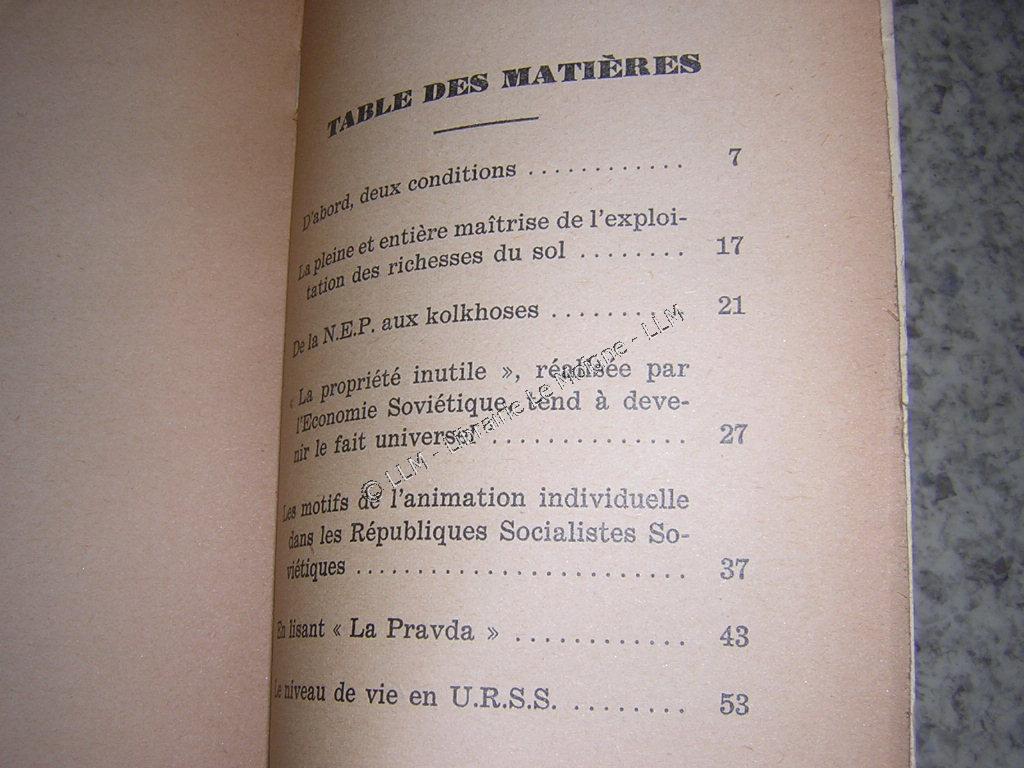 TABLE DES MATIÈRES
D'abord, deux conditions ............ 7
La pleine et entière maîtrise de l'exploi-
tation des richesses du sol ........ 17
De la N.E.P. aux kolkhoses .......... 21
« La propriété inutile », réalisée par
l'Economie Soviétique, tend à deve-
nir le fait universel .............. 27
Les motifs de l'animation individuelle
dans les Républiques Socialistes So-
viétiques ........................ 37
En lisant « La Pravda » ............ 43
Le niveau de vie en U.R.S.S. ........ 53
© LLM - Librairie Le Monde - LLM